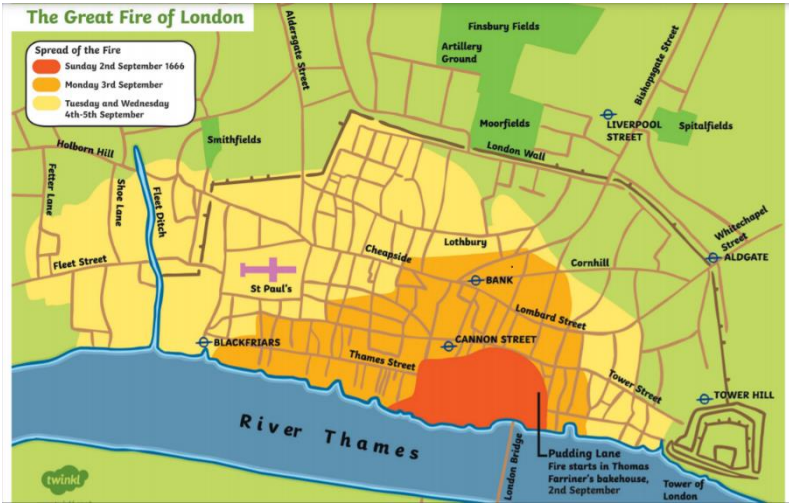 The Great Fire of London
Spread of the Fire
Sunday 2nd September 1666
Monday 3rd September
Tuesday and Wednesday
4th-5th September
Aldersgate Street
Finsbury Fields
Artillery
Ground
Bishopsgate Street
Moorfields
LIVERPOOL
STREET
Spitalfields
Smithfields
London Wall
Holborn Hill
Fetter Lane
Shoe Lane
Fleet Ditch
Whitechapel
Street
ALDGATE
Fleet Street
Cheapside
Lothbury
Cornhill
St Paul's
BANK
Lombard Street
BLACKFRIARS
CANNON STREET
Thames Street
Tower Street
TOWER HILL
River Thames
London Bridge
Pudding Lane
Fire starts in Thomas
Farriner's bakehouse,
2nd September
Tower of
London
twinkl